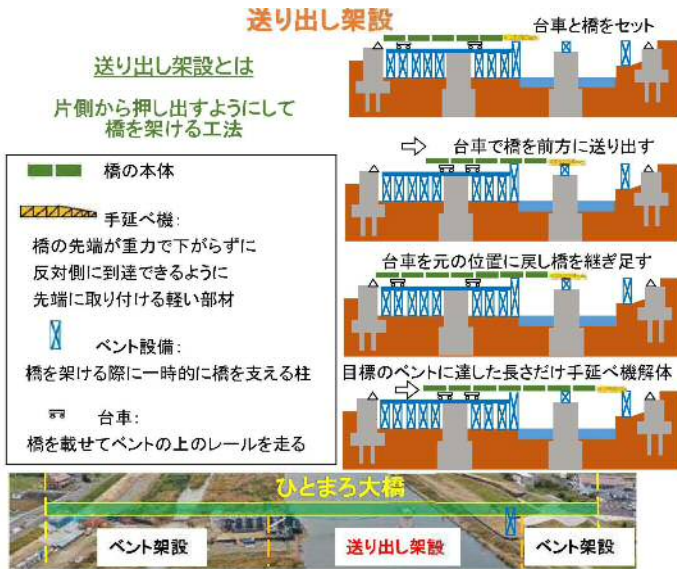 送り出し架設
送り出し架設とは
片側から押し出すようにして
橋を架ける工法
橋の本体
手延べ機:
橋の先端が重力で下がらずに
反対側に到達できるように
先端に取り付ける軽い部材
ベント設備:
橋を架ける際に一時的に橋を支える柱
台車:
橋を載せてベントの上のレールを走る
台車と橋をセット
台車で橋を前方に送り出す
台車を元の位置に戻し橋を継ぎ足す
目標のベントに達した長さだけ手延べ機解体
ひとまろ大橋
ベント架設
送り出し架設
ベント架設